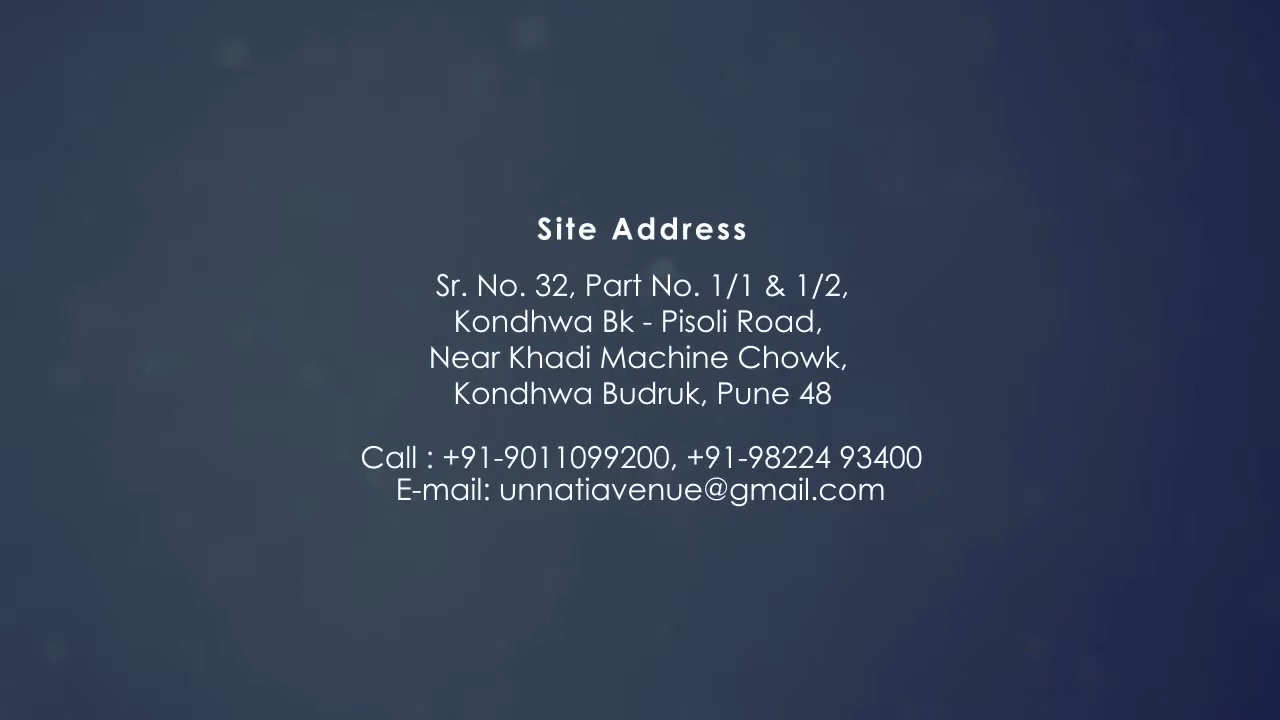 Site Address
Sr. No. 32, Part No. 1/1 & 1/2,
Kondhwa Bk - Pisoli Road,
Near Khadi Machine Chowk,
Kondhwa Budruk, Pune 48
Call : +91-9011099200, +91-98224 93400
E-mail: unnatiavenue@gmail.com